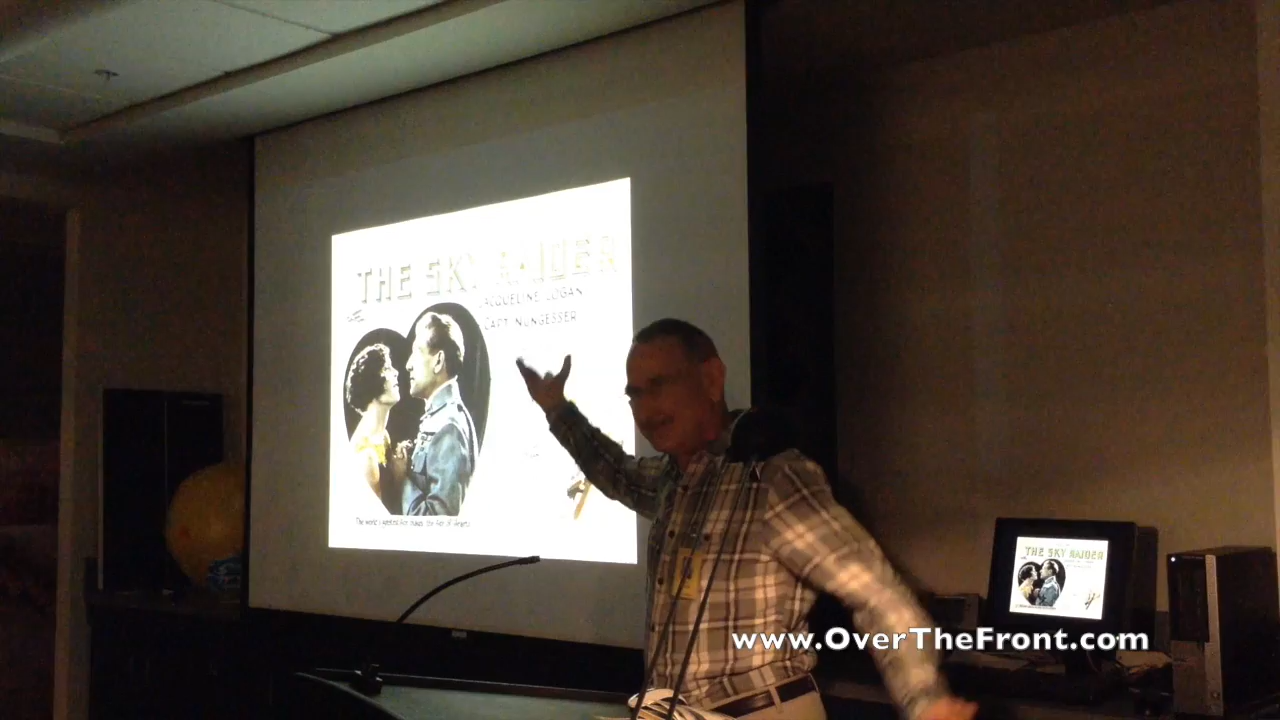 THE SKY RAIDER
JACQUELINE LOGAN
CAPT NUNGESSER
THE SKY RAIDER
www.OverTheFront.com